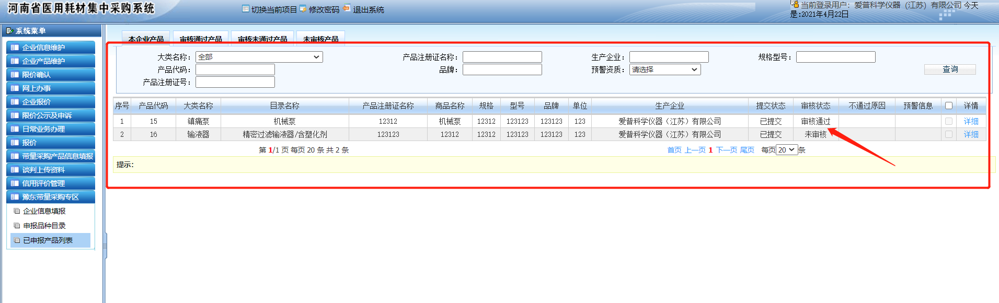 河南省医用耗材集中采购系统
切换当前项目 修改密码 退出系统
当前登录用户：爱普科学仪器（江苏）有限公司 今天
是:2021年4月22日
系统菜单
企业信息维护
企业产品维护
限价确认
网上办事
企业报价
限价公示及申诉
日常业务办理
报价
带量采购产品信息填报
谈判上传资料
信用评价管理
豫东带量采购专区
企业信息填报
申报品种目录
已申报产品列表
本企业产品 审核通过产品 审核未通过产品 未审核产品
大类名称： 全部 产品注册证名称： 生产企业： 规格型号：
产品代码： 品牌： 预警资质： 请选择 查询
产品注册证号：
序号 产品代码 大类名称 目录名称 产品注册证名称 商品名称 规格 型号 品牌 单位 生产企业 提交状态 审核状态 不通过原因 预警信息 详情
1 15 镇痛泵 机械泵 12312 机械泵 12312 123123 123123 123 爱普科学仪器（江苏）有限公司 已提交 审核通过 详细
2 16 输液器 精密过滤输液器/含塑化剂 123123 12312 12312 123123 123123 123 爱普科学仪器（江苏）有限公司 已提交 未审核 详细
第 1/1 页 每页 20 条 共 2 条 首页 上一页 1 下一页 尾页 每页 20 条
提示：